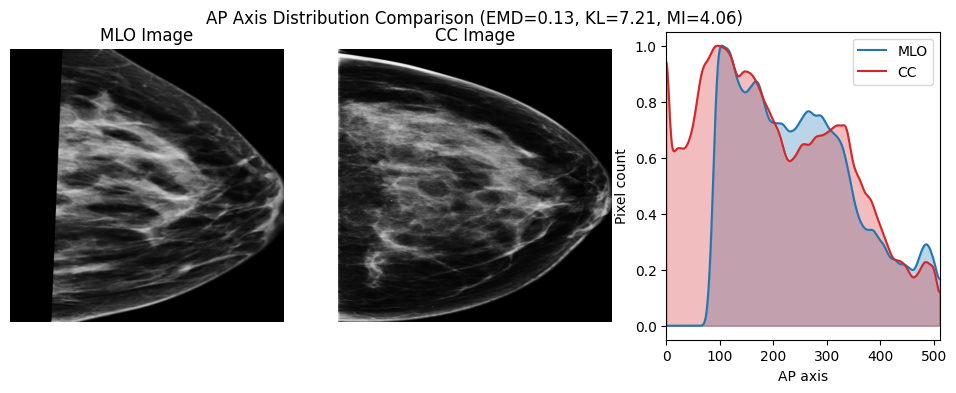 AP Axis Distribution Comparison (EMD=0.13, KL=7.21, MI=4.06)
MLO Image
CC Image
MLO
CC
Pixel count
1.0
0.8
0.6
0.4
0.2
0.0
0 100 200 300 400 500
AP axis